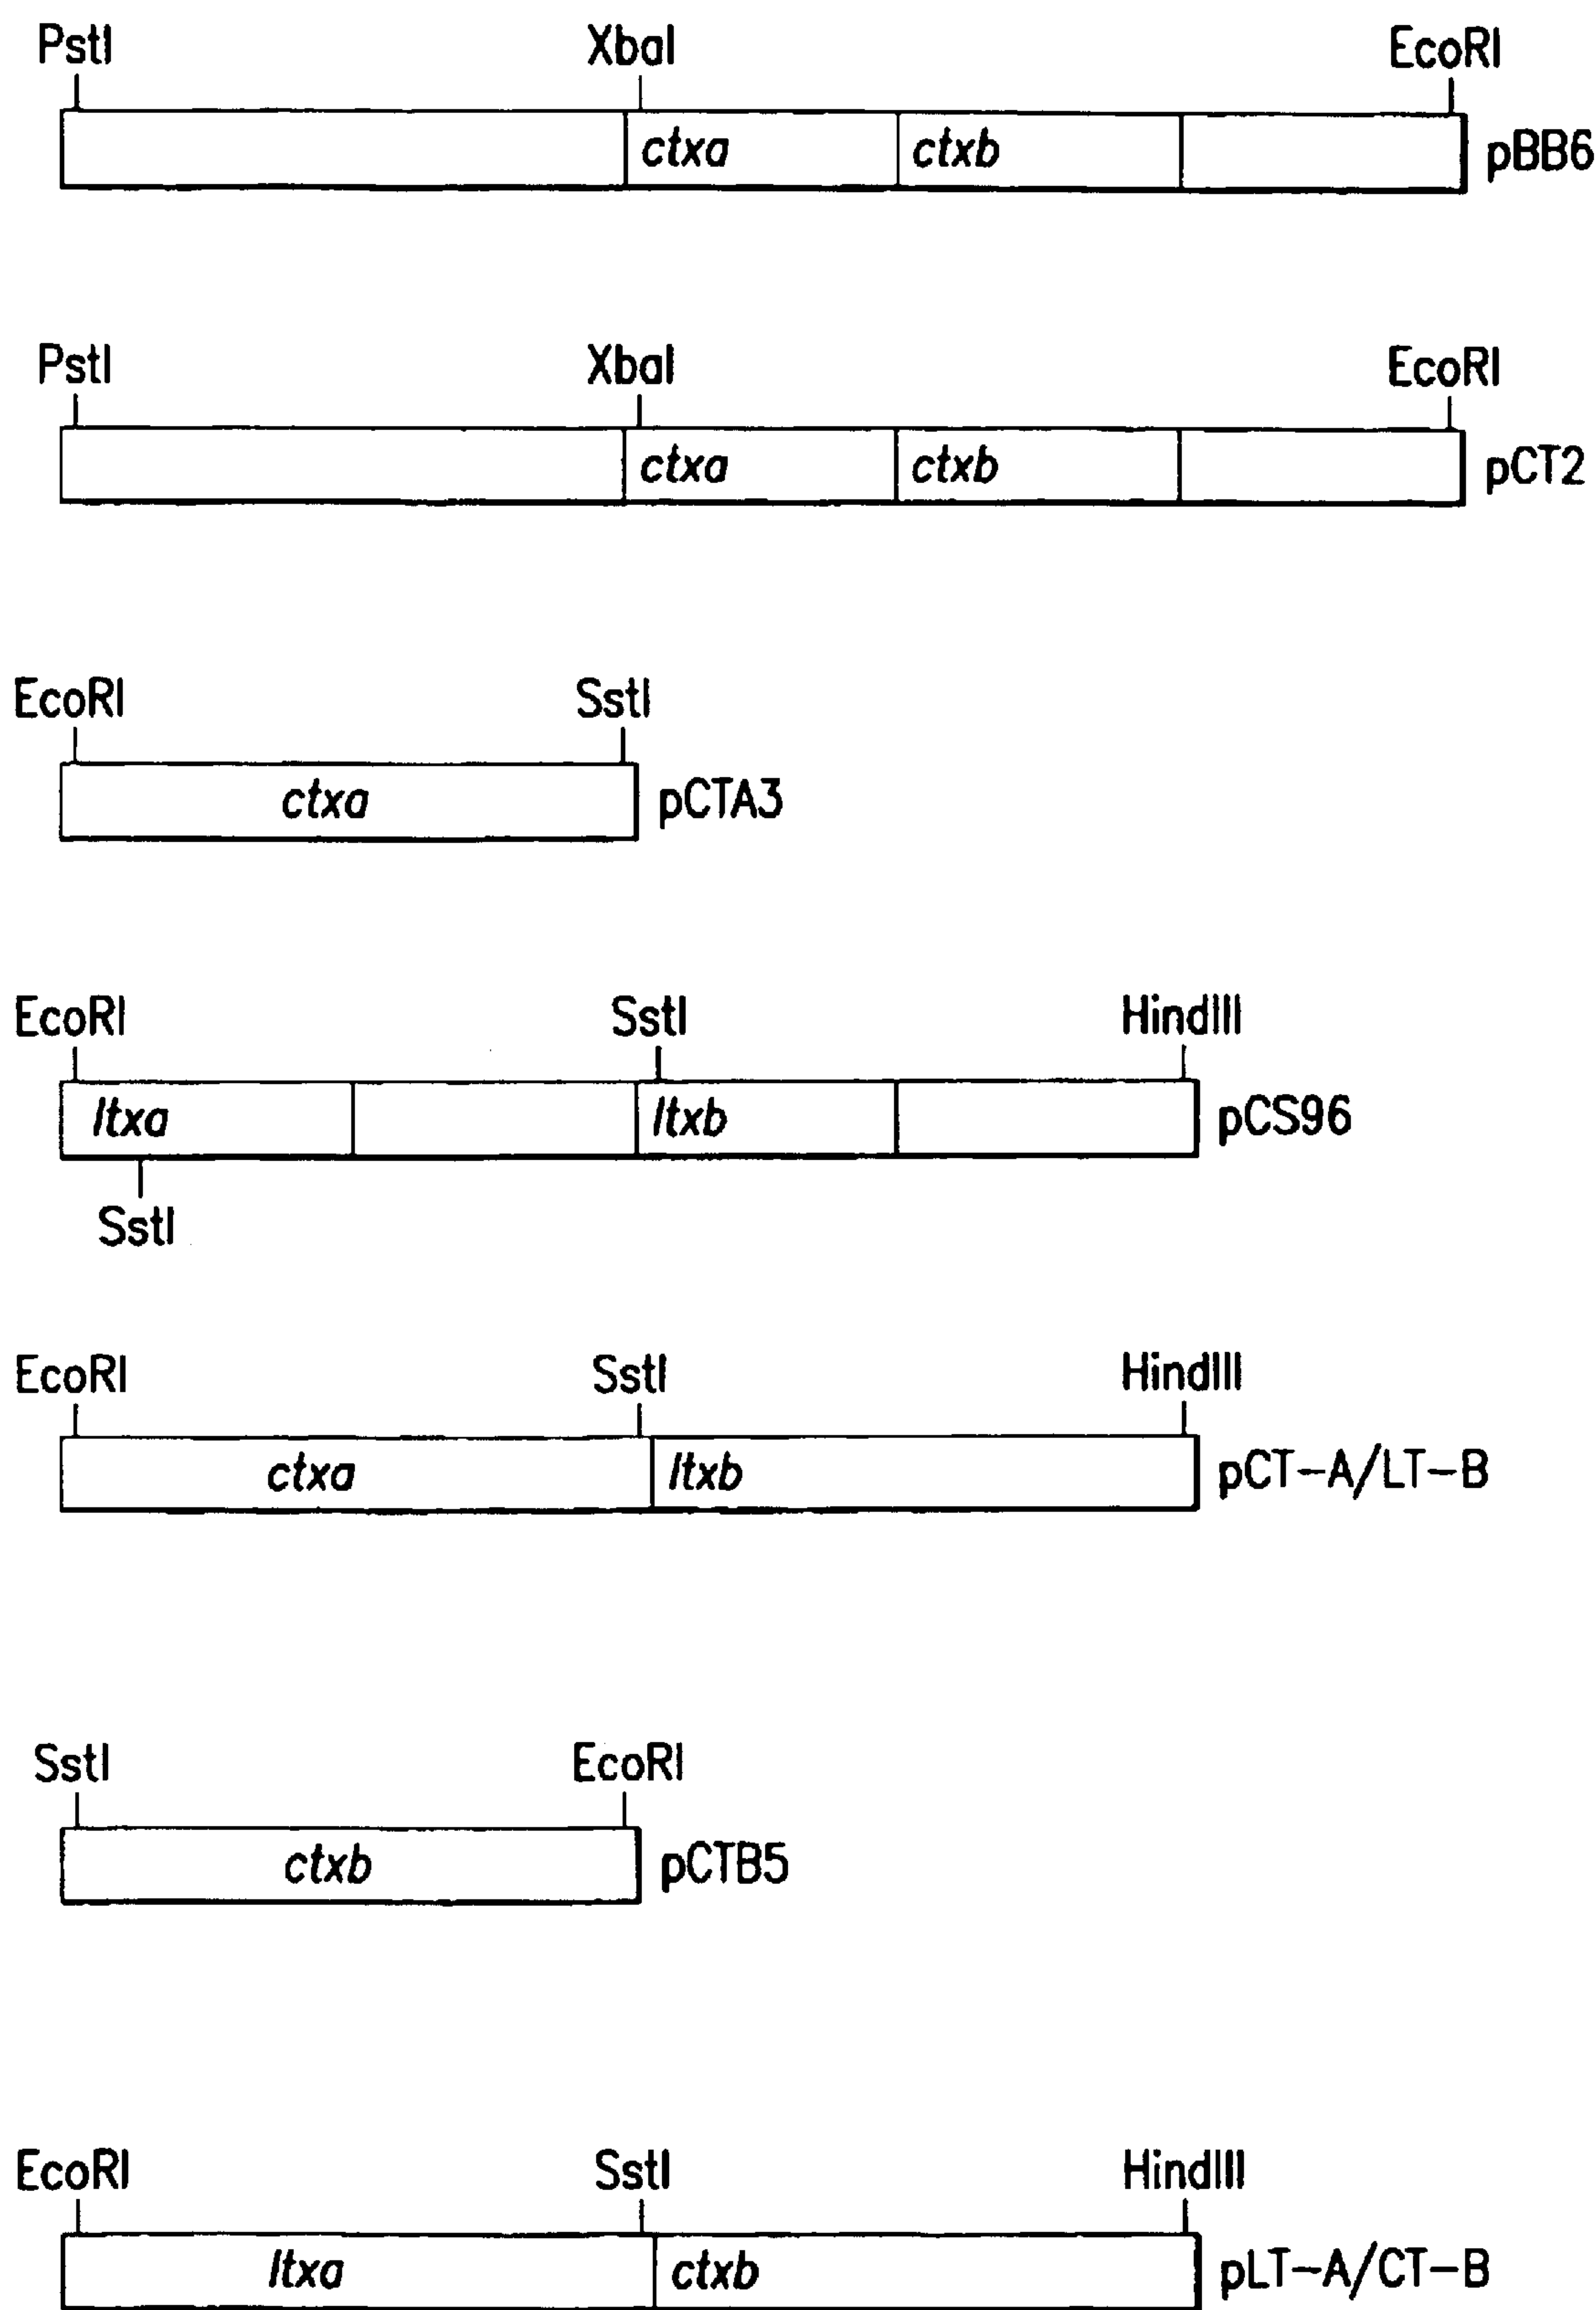 PstI XbaI EcoRI
ctxa ctxb pBB6
PstI XbaI EcoRI
ctxa ctxb pCT2
EcoRI SstI
ctxa pCTA3
EcoRI SstI HindIII
ltxa ltxb pCS96
SstI
EcoRI SstI HindIII
ctxa ltxb pCT-A/LT-B
SstI EcoRI
ctxb pCTB5
EcoRI SstI HindIII
ltxa ctxb pLT-A/CT-B